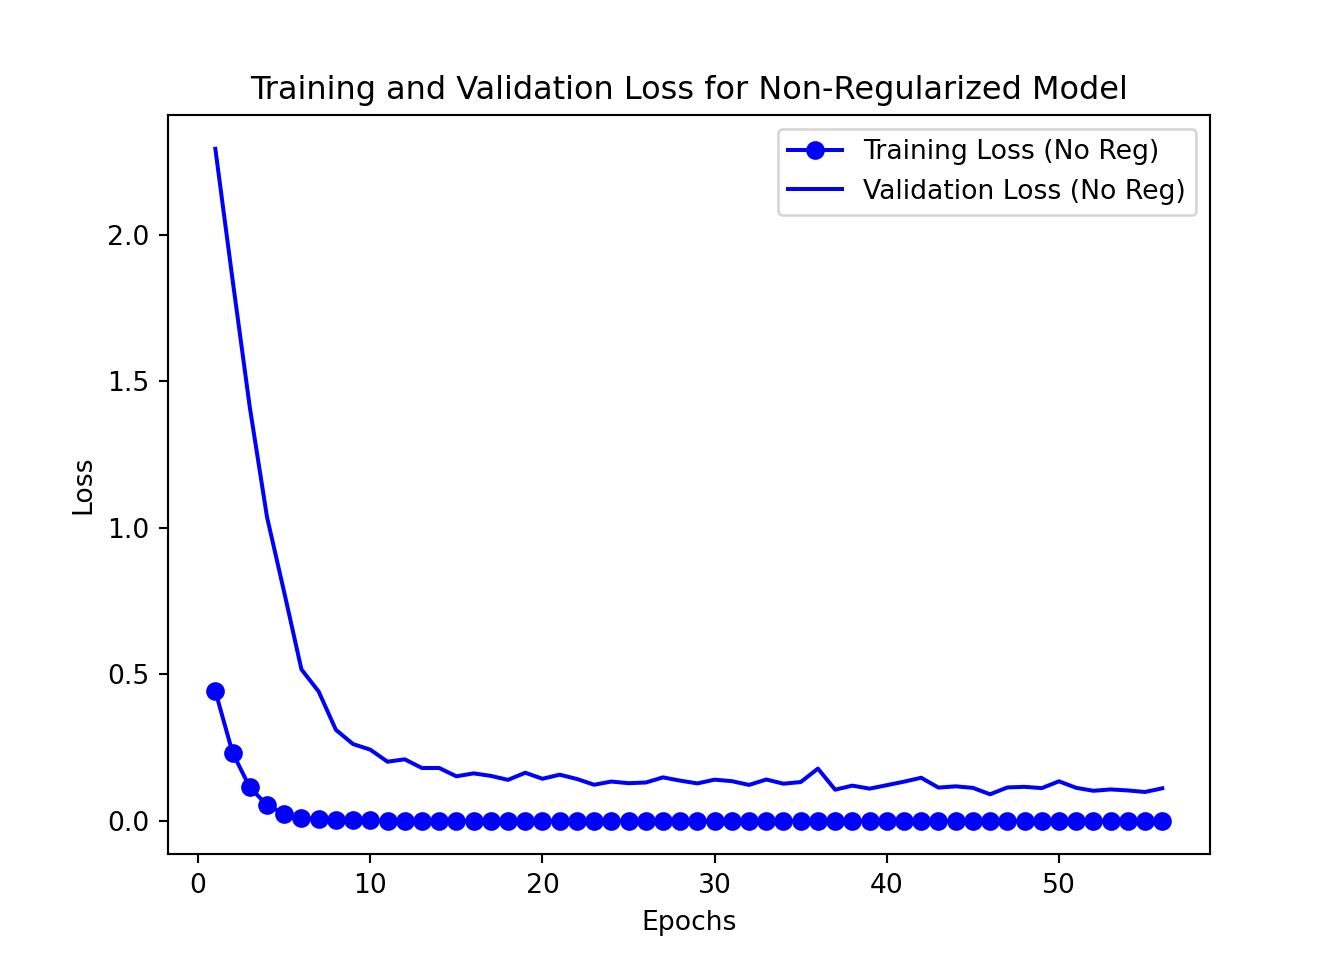 Training and Validation Loss for Non-Regularized Model
Training Loss (No Reg)
Validation Loss (No Reg)
2.0
1.5
1.0
0.5
0.0
Loss
0 10 20 30 40 50
Epochs